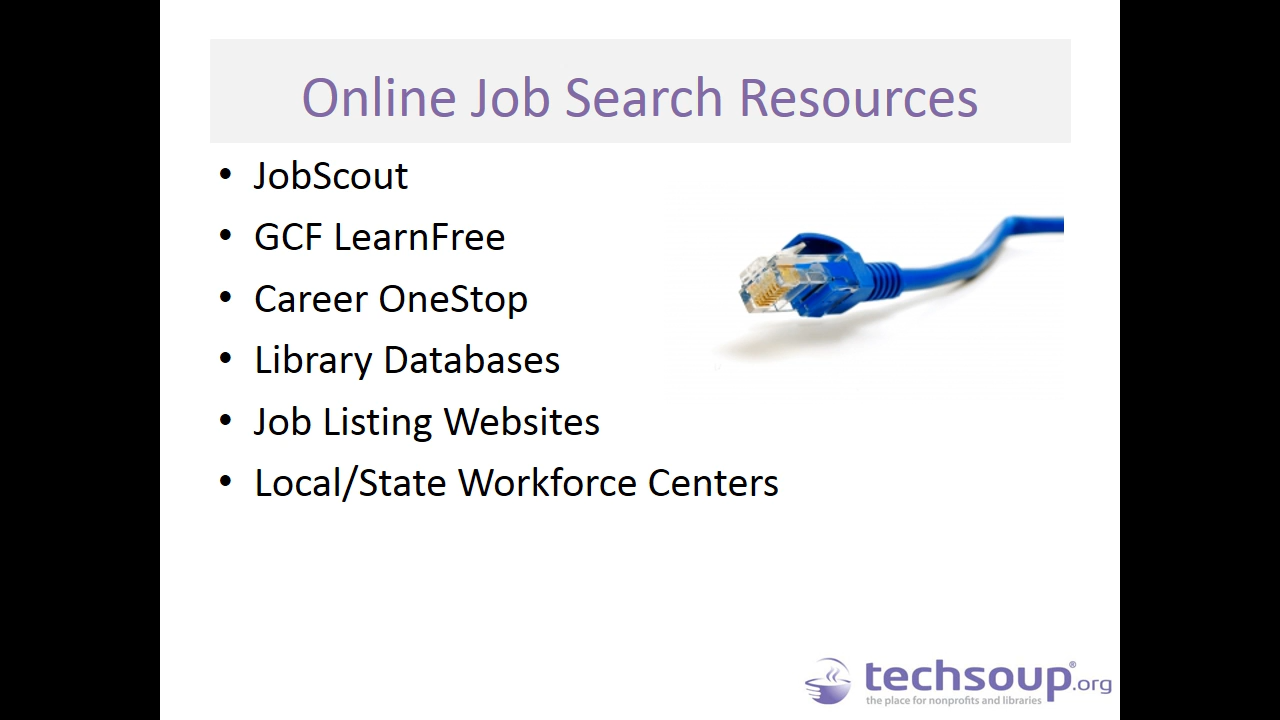 Online Job Search Resources
• JobScout
• GCF LearnFree
• Career OneStop
• Library Databases
• Job Listing Websites
• Local/State Workforce Centers
techsoup®.org
the place for nonprofits and libraries